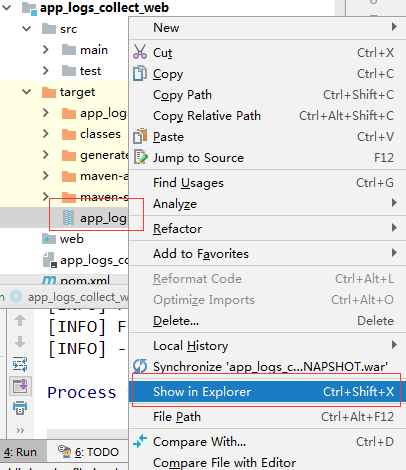 app_logs_collect_web
src
main
test
target
app_log
classes
generate
maven-a
maven-s
app_log
web
app_logs_co
pom.xml
app_logs_collect_w
[INFO] F
[INFO] -
Process
4: Run
6: TODO
New
Cut Ctrl+X
Copy Ctrl+C
Copy Path Ctrl+Shift+C
Copy Relative Path Ctrl+Alt+Shift+C
Paste Ctrl+V
Jump to Source F12
Find Usages Ctrl+G
Analyze
Refactor
Add to Favorites
Reformat Code Ctrl+Alt+L
Optimize Imports Ctrl+Alt+O
Delete... Delete
Local History
Synchronize 'app_logs_c...NAPSHOT.war'
Show in Explorer Ctrl+Shift+X
File Path Ctrl+Alt+F12
Compare With... Ctrl+D
Compare File with Editor